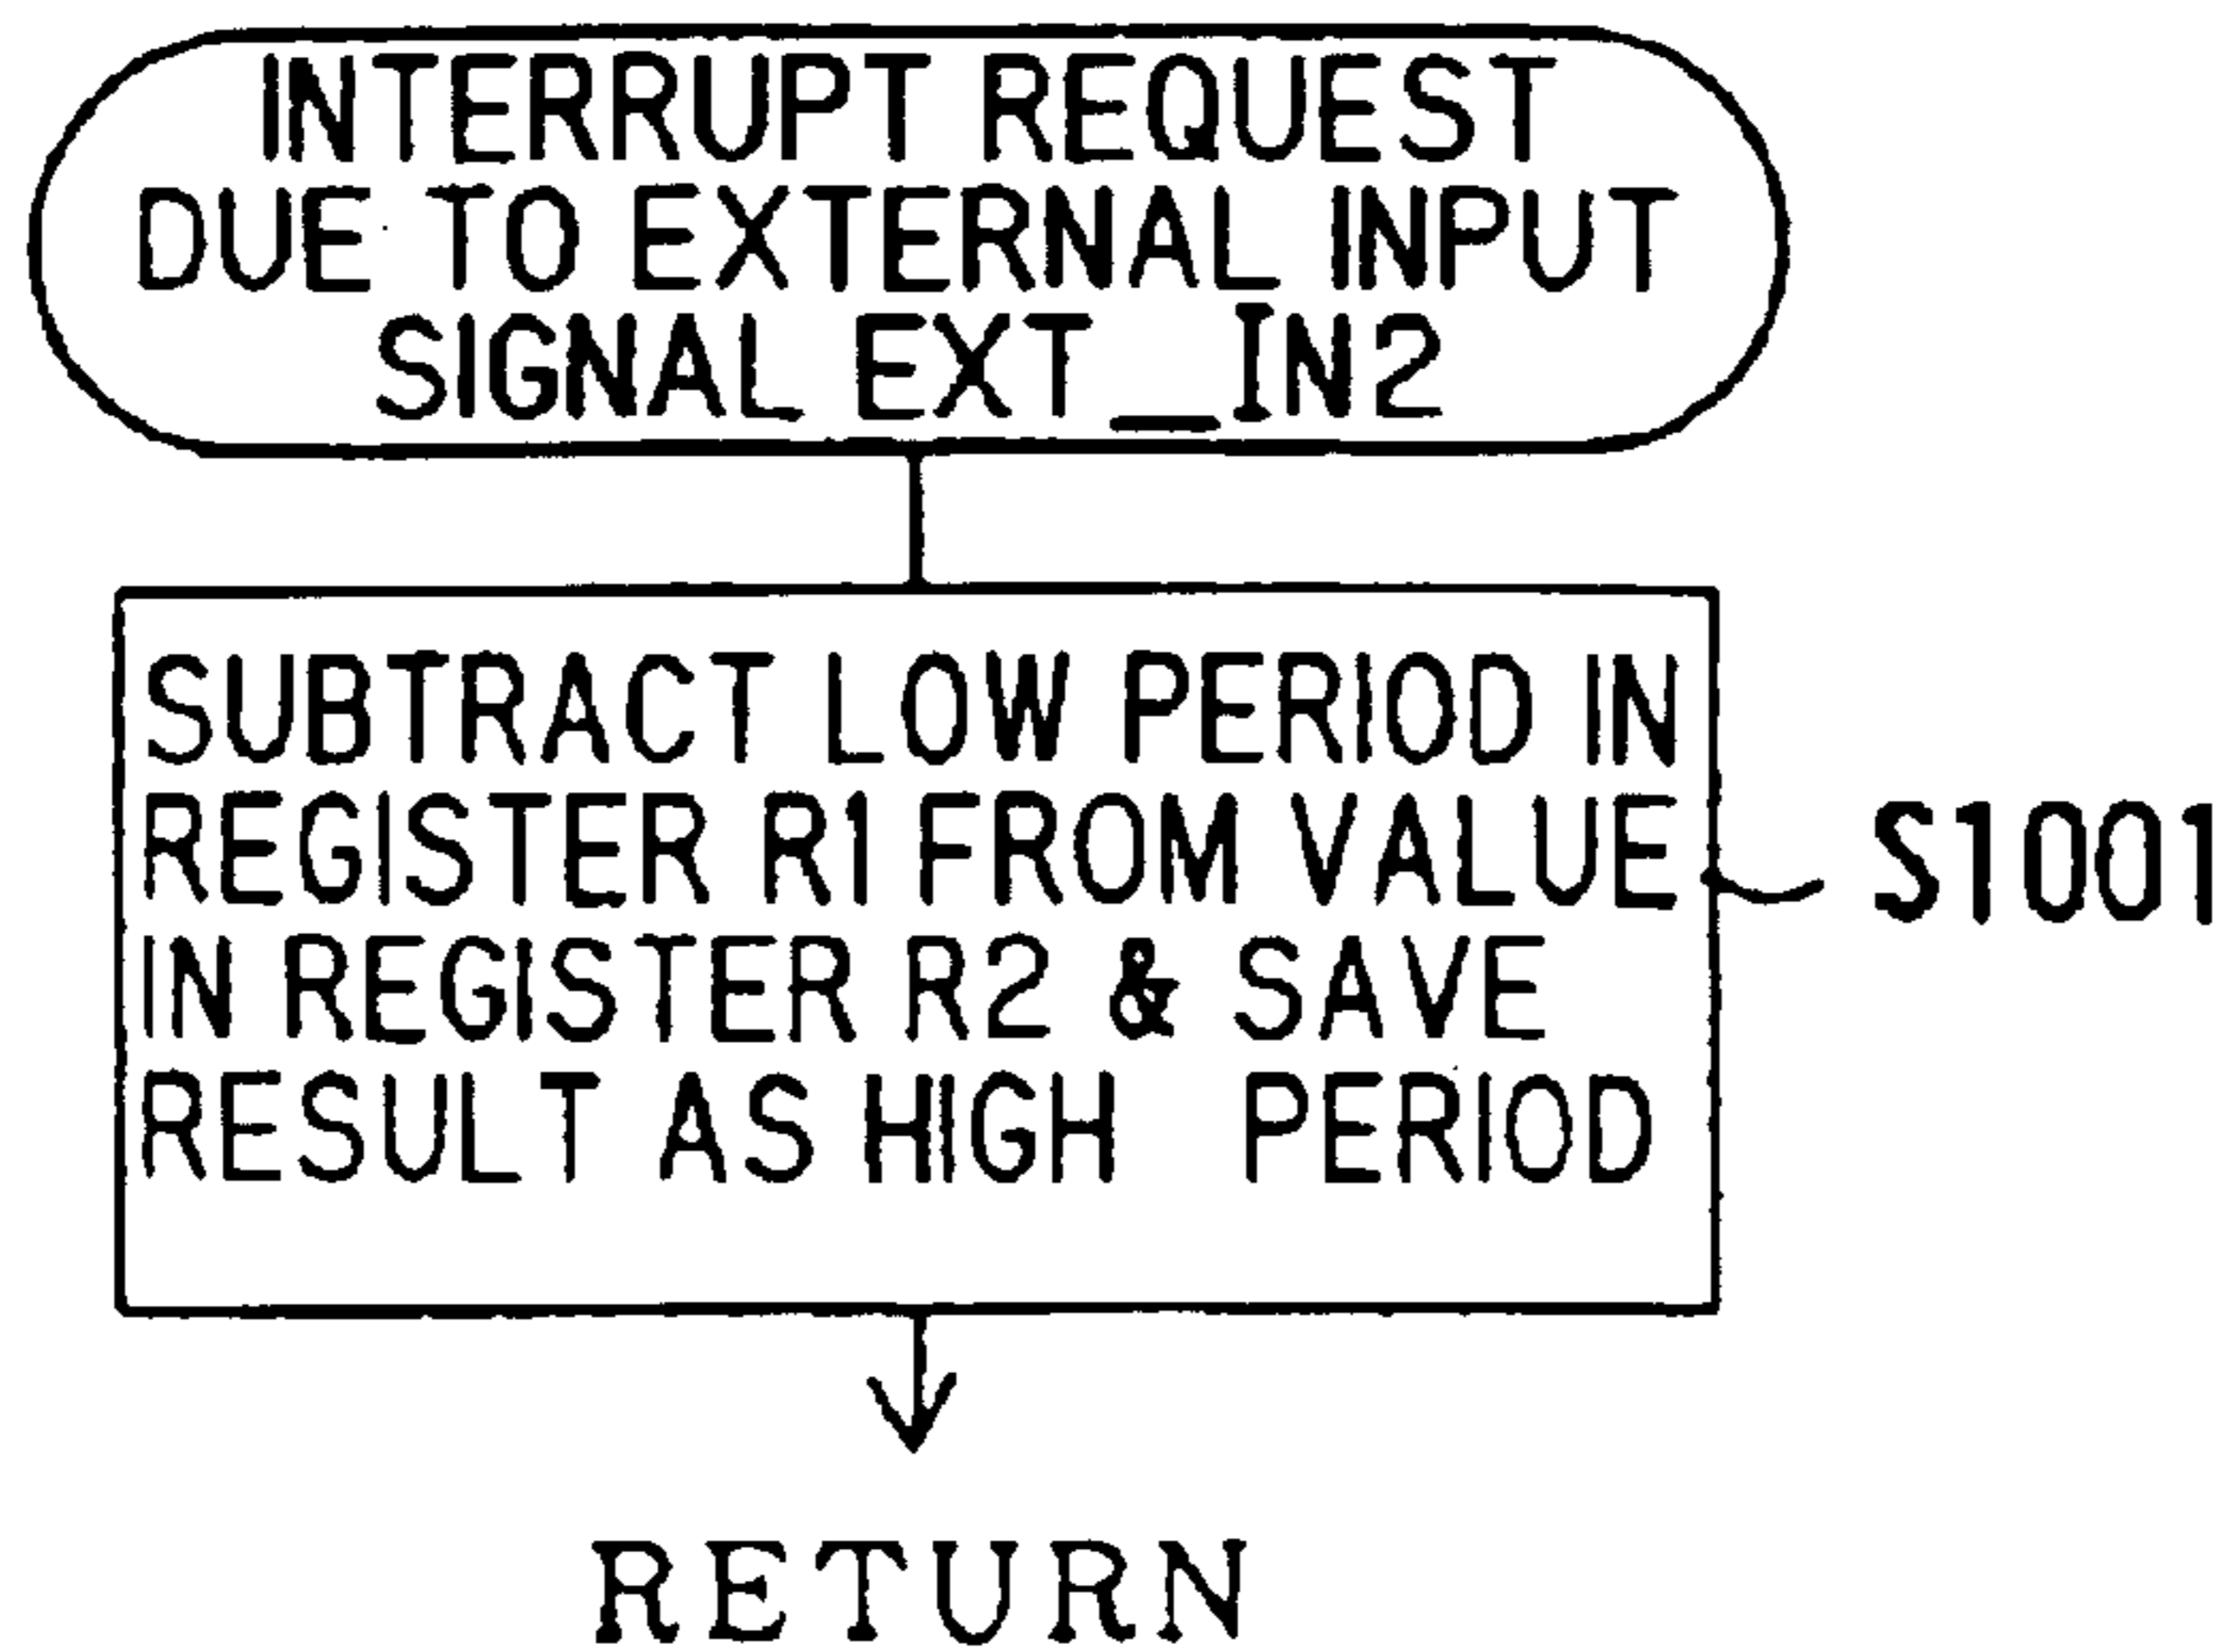 INTERRUPT REQUEST
DUE TO EXTERNAL INPUT
SIGNAL EXT_IN2
SUBTRACT LOW PERIOD IN
REGISTER R1 FROM VALUE
IN REGISTER R2 & SAVE
RESULT AS HIGH PERIOD
S1001
RETURN